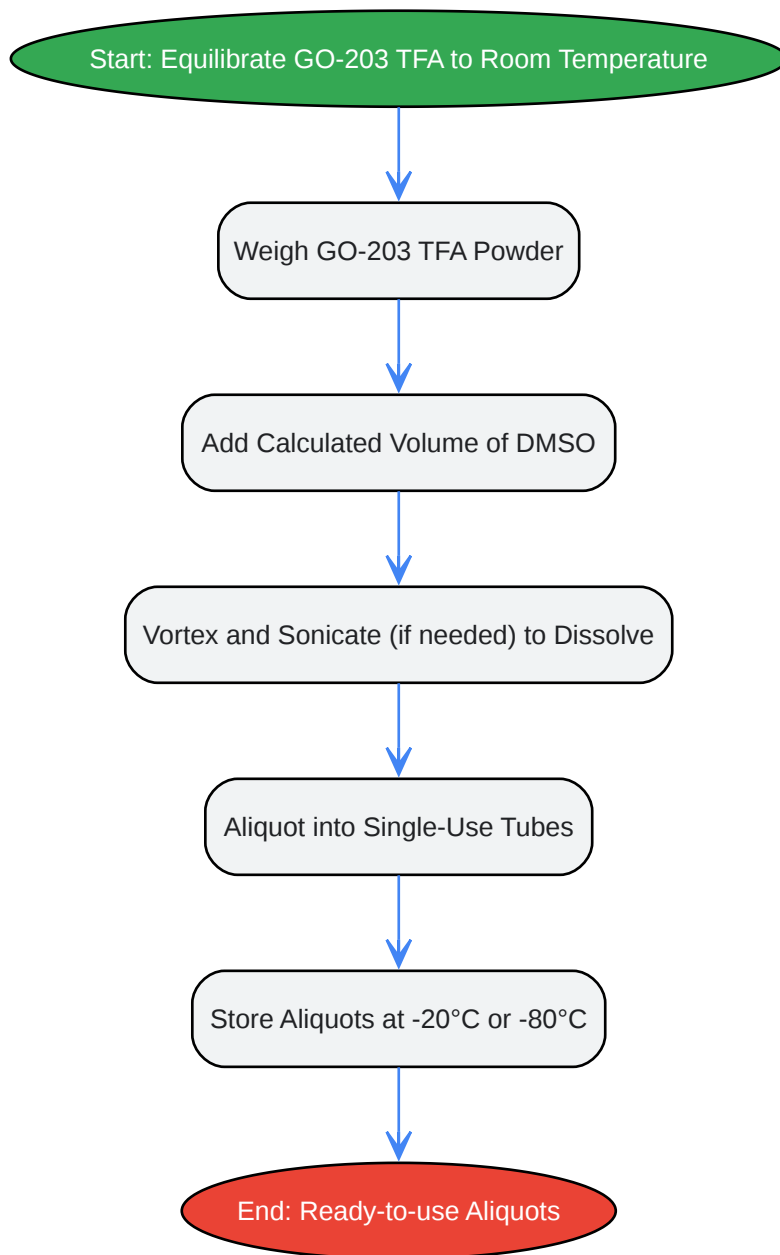 Start: Equilibrate GO-203 TFA to Room Temperature
Weigh GO-203 TFA Powder
Add Calculated Volume of DMSO
Vortex and Sonicate (if needed) to Dissolve
Aliquot into Single-Use Tubes
Store Aliquots at -20°C or -80°C
End: Ready-to-use Aliquots